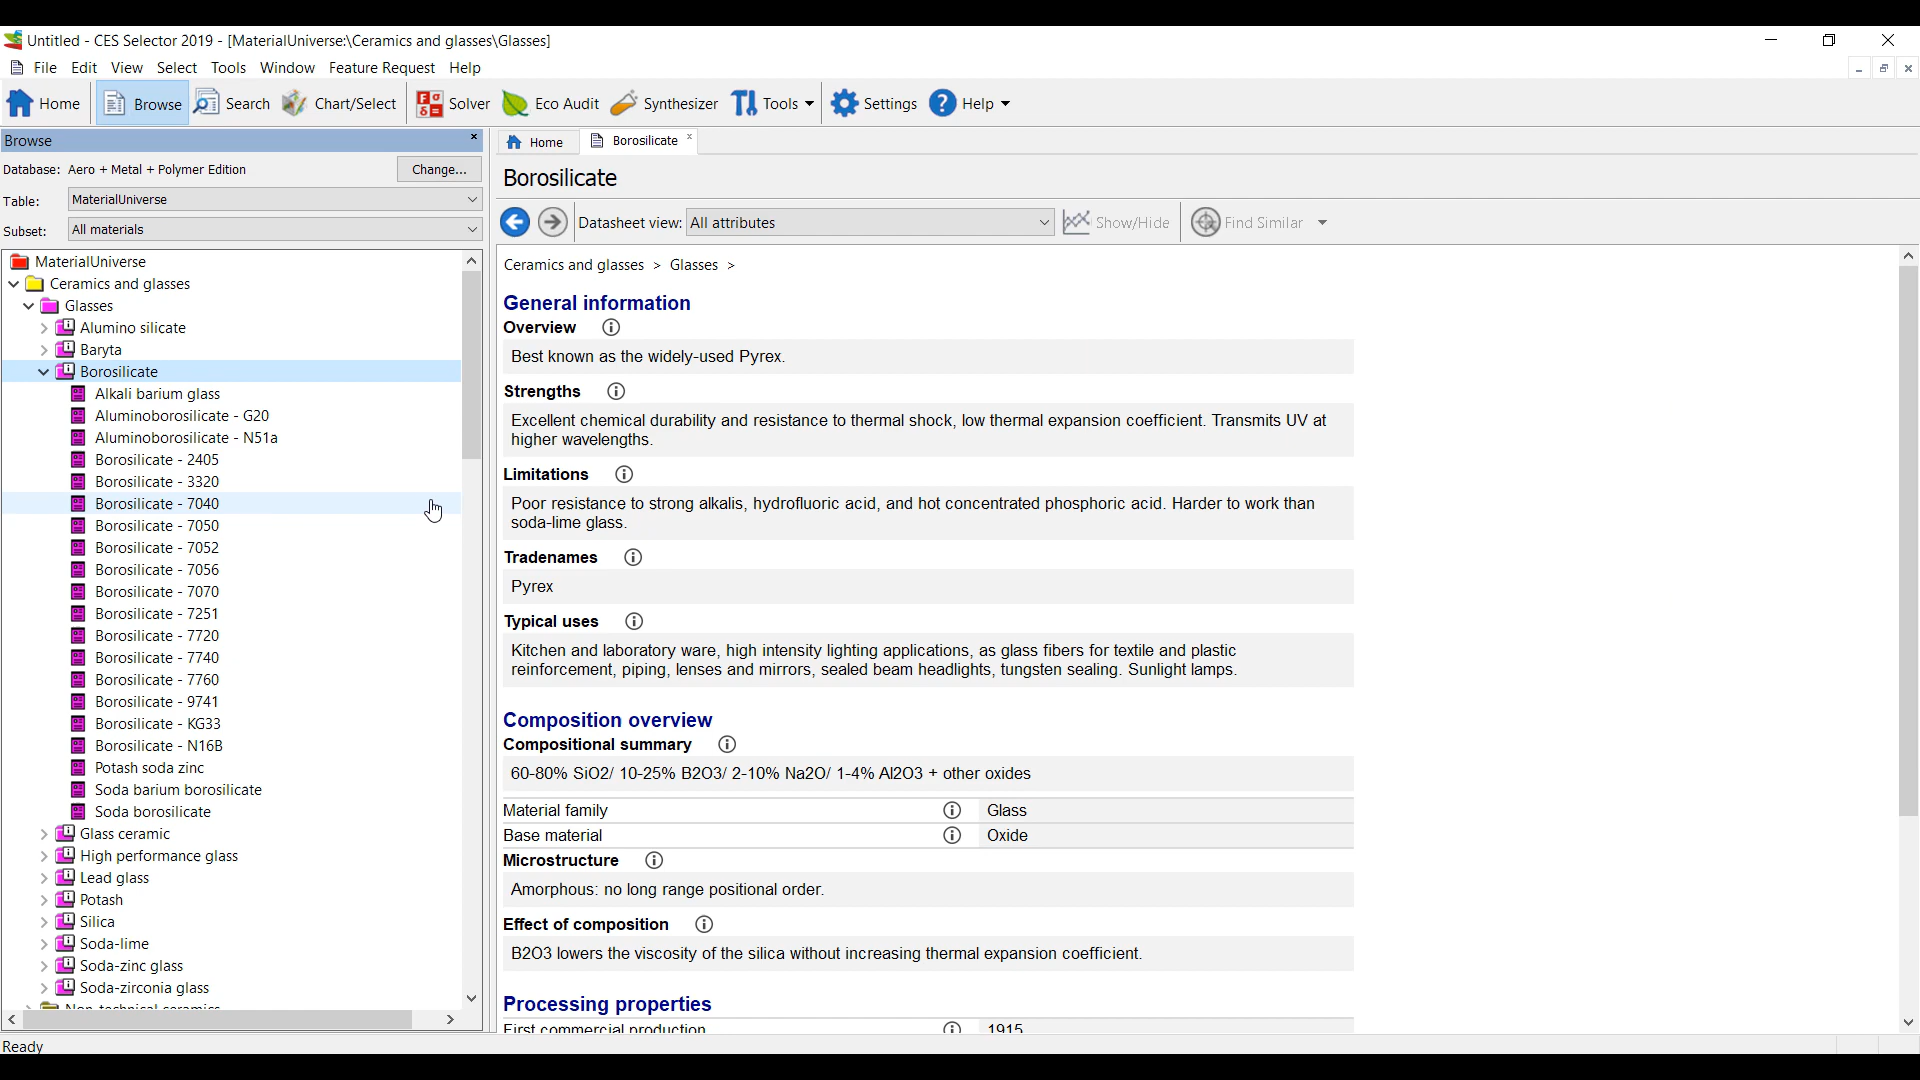 Untitled - CES Selector 2019 - [MaterialUniverse:\Ceramics and glasses\Glasses]
File Edit View Select Tools Window Feature Request Help
Home Browse Search Chart/Select Solver Eco Audit Synthesizer Tools Settings Help
Browse
Database: Aero + Metal + Polymer Edition Change...
Table: MaterialUniverse
Subset: All materials
MaterialUniverse
Ceramics and glasses
Glasses
Alumino silicate
Baryta
Borosilicate
Alkali barium glass
Aluminoborosilicate - G20
Aluminoborosilicate - N51a
Borosilicate - 2405
Borosilicate - 3320
Borosilicate - 7040
Borosilicate - 7050
Borosilicate - 7052
Borosilicate - 7056
Borosilicate - 7070
Borosilicate - 7251
Borosilicate - 7720
Borosilicate - 7740
Borosilicate - 7760
Borosilicate - 9741
Borosilicate - KG33
Borosilicate - N16B
Potash soda zinc
Soda barium borosilicate
Soda borosilicate
Glass ceramic
High performance glass
Lead glass
Potash
Silica
Soda-lime
Soda-zinc glass
Soda-zirconia glass
Non-technical ceramics
Home Borosilicate
Borosilicate
Datasheet view: All attributes Show/Hide Find Similar
Ceramics and glasses > Glasses >
General information
Overview
Best known as the widely-used Pyrex.
Strengths
Excellent chemical durability and resistance to thermal shock, low thermal expansion coefficient. Transmits UV at
higher wavelengths.
Limitations
Poor resistance to strong alkalis, hydrofluoric acid, and hot concentrated phosphoric acid. Harder to work than
soda-lime glass.
Tradenames
Pyrex
Typical uses
Kitchen and laboratory ware, high intensity lighting applications, as glass fibers for textile and plastic
reinforcement, piping, lenses and mirrors, sealed beam headlights, tungsten sealing. Sunlight lamps.
Composition overview
Compositional summary
60-80% SiO2/ 10-25% B2O3/ 2-10% Na2O/ 1-4% Al2O3 + other oxides
Material family Glass
Base material Oxide
Microstructure
Amorphous: no long range positional order.
Effect of composition
B2O3 lowers the viscosity of the silica without increasing thermal expansion coefficient.
Processing properties
First commercial production 1915
Ready